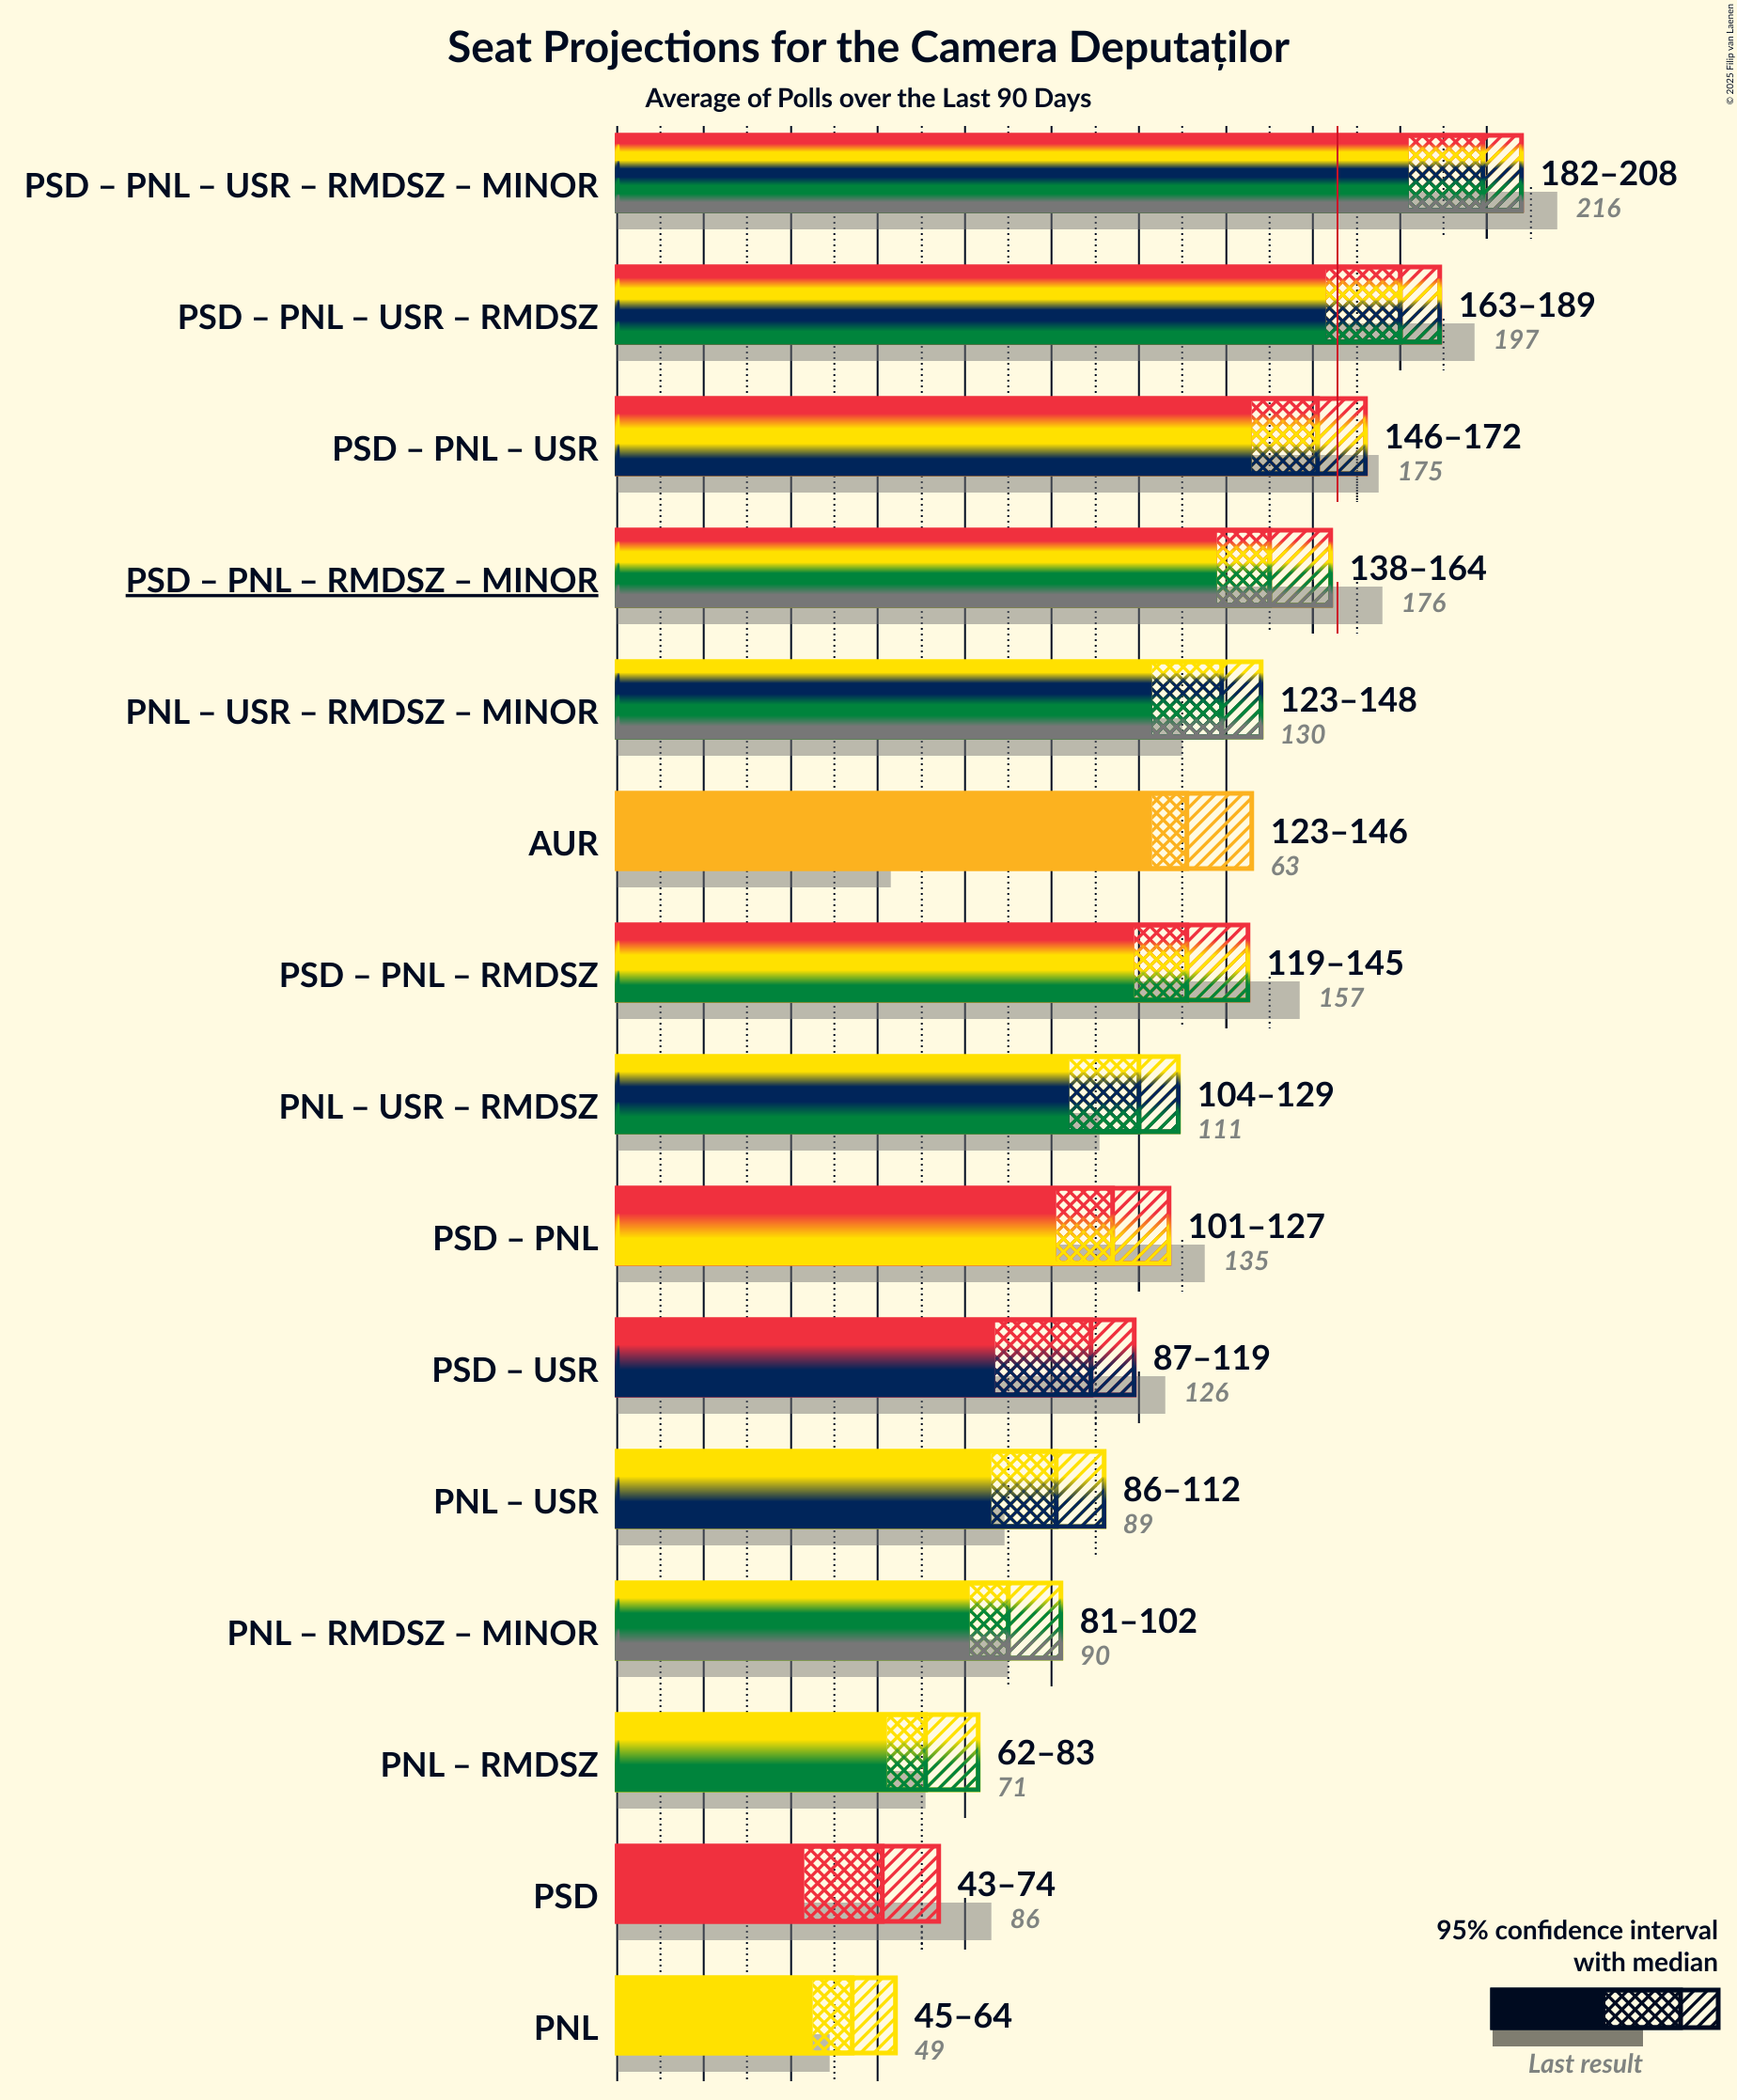 Seat Projections for the Camera Deputaților
Average of Polls over the Last 90 Days
© 2025 Filip van Laenen
PSD – PNL – USR – RMDSZ – MINOR
182–208
216
PSD – PNL – USR – RMDSZ
163–189
197
PSD – PNL – USR
146–172
175
PSD – PNL – RMDSZ – MINOR
138–164
176
PNL – USR – RMDSZ – MINOR
123–148
130
AUR
123–146
63
PSD – PNL – RMDSZ
119–145
157
PNL – USR – RMDSZ
104–129
111
PSD – PNL
101–127
135
PSD – USR
87–119
126
PNL – USR
86–112
89
PNL – RMDSZ – MINOR
81–102
90
PNL – RMDSZ
62–83
71
PSD
43–74
86
PNL
45–64
49
95% confidence interval
with median
Last result